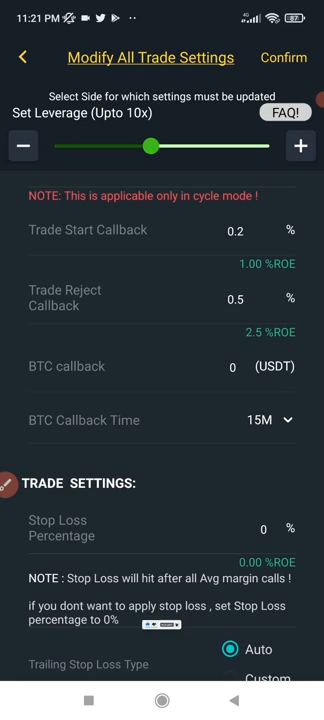 11:21 PM
4G
87
Modify All Trade Settings
Confirm
Select Side for which settings must be updated
Set Leverage (Upto 10x)
FAQ!
NOTE: This is applicable only in cycle mode !
Trade Start Callback
0.2
%
1.00 %ROE
Trade Reject
Callback
0.5
%
2.5 %ROE
BTC callback
0
(USDT)
BTC Callback Time
15M
TRADE SETTINGS:
Stop Loss
Percentage
0
%
0.00 %ROE
NOTE : Stop Loss will hit after all Avg margin calls !
if you dont want to apply stop loss , set Stop Loss
percentage to 0%
Trailing Stop Loss Type
Auto
Custom